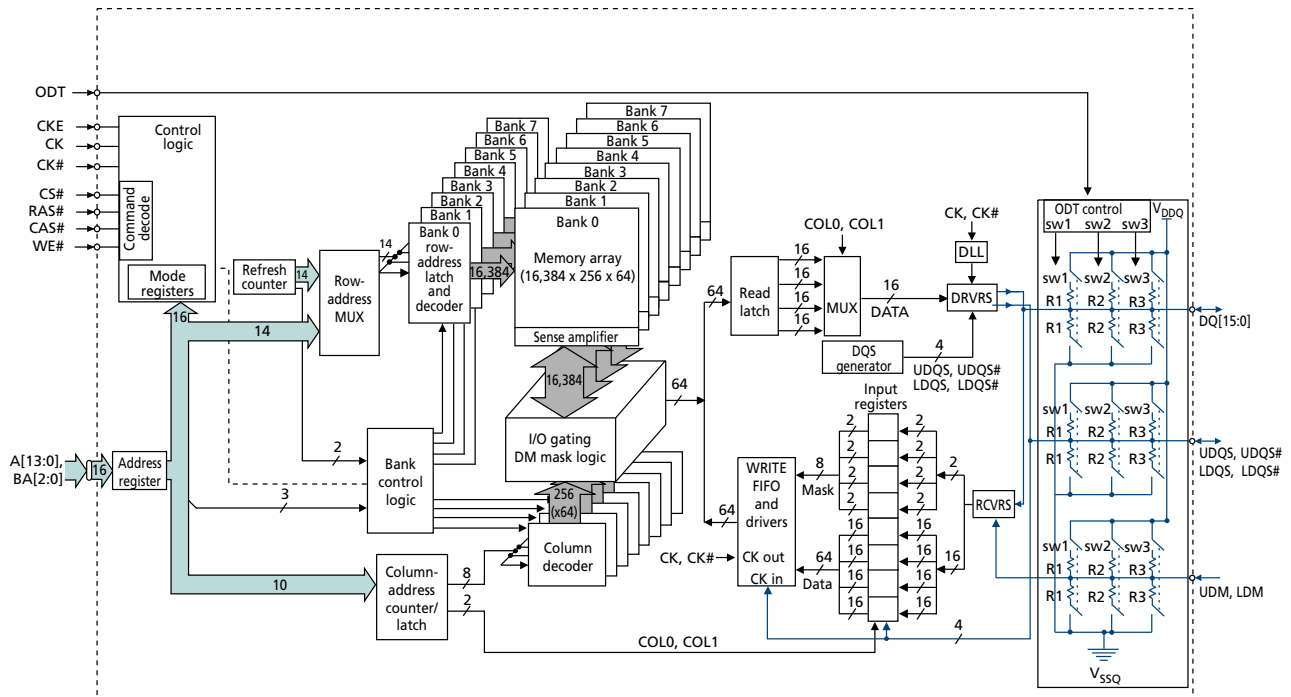 ODT
CKE
CK
CK#
CS#
RAS#
CAS#
WE#
Control
logic
Command
decode
Mode
registers
16
Refresh
counter
14
14
Row-
address
MUX
14
Bank 7
Bank 6
Bank 5
Bank 4
Bank 3
Bank 2
Bank 1
Bank 0
row-
address
latch
and
decoder
16,384
Bank 7
Bank 6
Bank 5
Bank 4
Bank 3
Bank 2
Bank 1
Bank 0
Memory array
(16,384 x 256 x 64)
Sense amplifier
16,384
I/O gating
DM mask logic
256
(x64)
Column
decoder
A[13:0],
BA[2:0]
16
Address
register
2
3
Bank
control
logic
10
Column-
address
counter/
latch
8
2
COL0, COL1
64
64
64
Read
latch
16
16
16
16
COL0, COL1
MUX
16
DATA
CK, CK#
DLL
DRVRS
DQS
generator
4
UDQS, UDQS#
LDQS, LDQS#
Input
registers
2
2
2
2
2
2
2
2
2
8
Mask
WRITE
FIFO
and
drivers
CK out
CK in
CK, CK#
64
Data
16
16
16
16
16
16
16
16
16
RCVRS
4
ODT control
sw1 sw2 sw3
VDDQ
sw1 sw2 sw3
R1 R2 R3
R1 R2 R3
sw1 sw2 sw3
R1 R2 R3
R1 R2 R3
sw1 sw2 sw3
R1 R2 R3
R1 R2 R3
VSSQ
DQ[15:0]
UDQS, UDQS#
LDQS, LDQS#
UDM, LDM